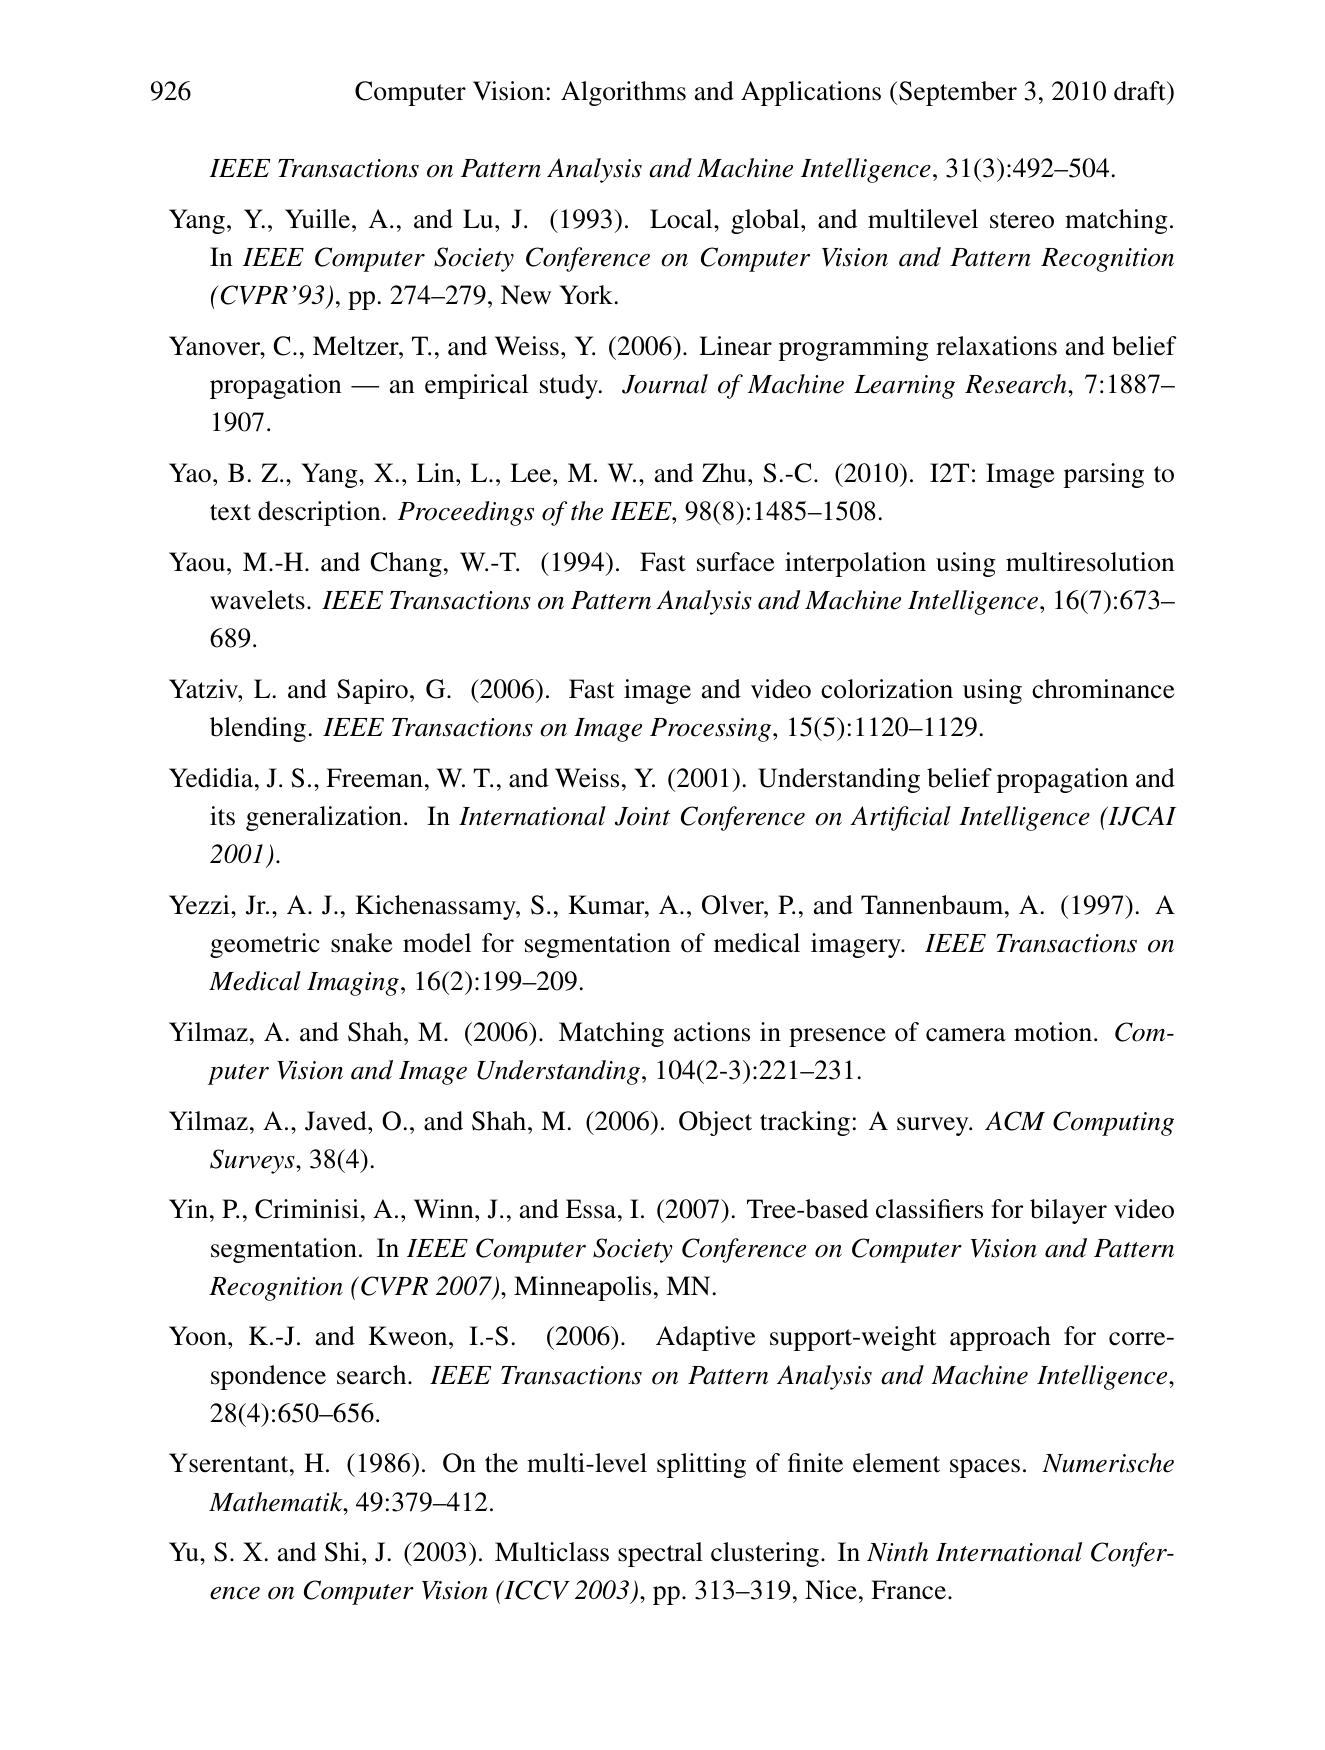 926 Computer Vision: Algorithms and Applications (September 3, 2010 draft)
IEEE Transactions on Pattern Analysis and Machine Intelligence, 31(3):492–504.
Yang, Y., Yuille, A., and Lu, J. (1993). Local, global, and multilevel stereo matching.
In IEEE Computer Society Conference on Computer Vision and Pattern Recognition
(CVPR’93), pp. 274–279, New York.
Yanover, C., Meltzer, T., and Weiss, Y. (2006). Linear programming relaxations and belief
propagation — an empirical study. Journal of Machine Learning Research, 7:1887–
1907.
Yao, B. Z., Yang, X., Lin, L., Lee, M. W., and Zhu, S.-C. (2010). I2T: Image parsing to
text description. Proceedings of the IEEE, 98(8):1485–1508.
Yaou, M.-H. and Chang, W.-T. (1994). Fast surface interpolation using multiresolution
wavelets. IEEE Transactions on Pattern Analysis and Machine Intelligence, 16(7):673–
689.
Yatziv, L. and Sapiro, G. (2006). Fast image and video colorization using chrominance
blending. IEEE Transactions on Image Processing, 15(5):1120–1129.
Yedidia, J. S., Freeman, W. T., and Weiss, Y. (2001). Understanding belief propagation and
its generalization. In International Joint Conference on Artificial Intelligence (IJCAI
2001).
Yezzi, Jr., A. J., Kichenassamy, S., Kumar, A., Olver, P., and Tannenbaum, A. (1997). A
geometric snake model for segmentation of medical imagery. IEEE Transactions on
Medical Imaging, 16(2):199–209.
Yilmaz, A. and Shah, M. (2006). Matching actions in presence of camera motion. Com-
puter Vision and Image Understanding, 104(2-3):221–231.
Yilmaz, A., Javed, O., and Shah, M. (2006). Object tracking: A survey. ACM Computing
Surveys, 38(4).
Yin, P., Criminisi, A., Winn, J., and Essa, I. (2007). Tree-based classifiers for bilayer video
segmentation. In IEEE Computer Society Conference on Computer Vision and Pattern
Recognition (CVPR 2007), Minneapolis, MN.
Yoon, K.-J. and Kweon, I.-S. (2006). Adaptive support-weight approach for corre-
spondence search. IEEE Transactions on Pattern Analysis and Machine Intelligence,
28(4):650–656.
Yserentant, H. (1986). On the multi-level splitting of finite element spaces. Numerische
Mathematik, 49:379–412.
Yu, S. X. and Shi, J. (2003). Multiclass spectral clustering. In Ninth International Confer-
ence on Computer Vision (ICCV 2003), pp. 313–319, Nice, France.